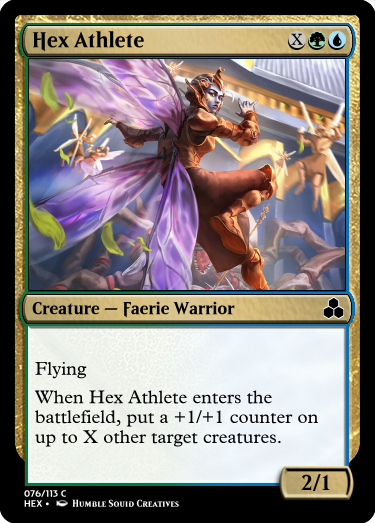 Hex Athlete X
Creature — Faerie Warrior
Flying
When Hex Athlete enters the
battlefield, put a +1/+1 counter on
up to X other target creatures.
2/1
076/113 C
HEX • Humble Squid Creatives